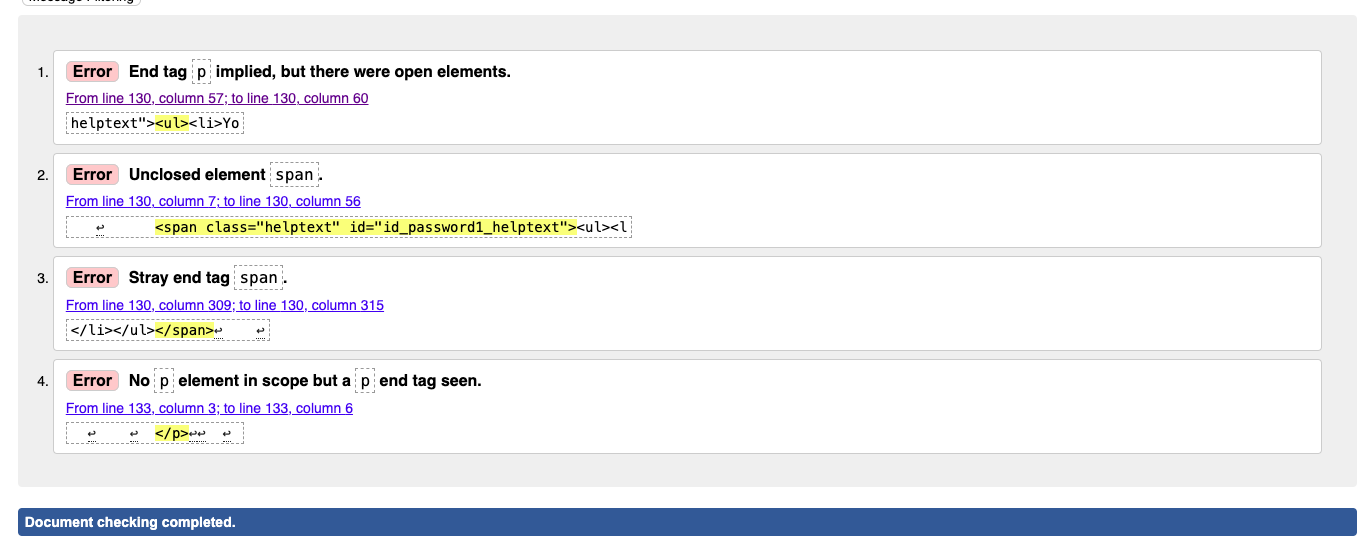 Message Filtering
1. Error End tag p implied, but there were open elements.
From line 130, column 57; to line 130, column 60
helptext"><ul><li>Yo
2. Error Unclosed element span.
From line 130, column 7; to line 130, column 56
↩ <span class="helptext" id="id_password1_helptext"><ul><l
3. Error Stray end tag span.
From line 130, column 309; to line 130, column 315
</li></ul></span>↩ ↩
4. Error No p element in scope but a p end tag seen.
From line 133, column 3; to line 133, column 6
↩ ↩ </p>↩↩ ↩
Document checking completed.